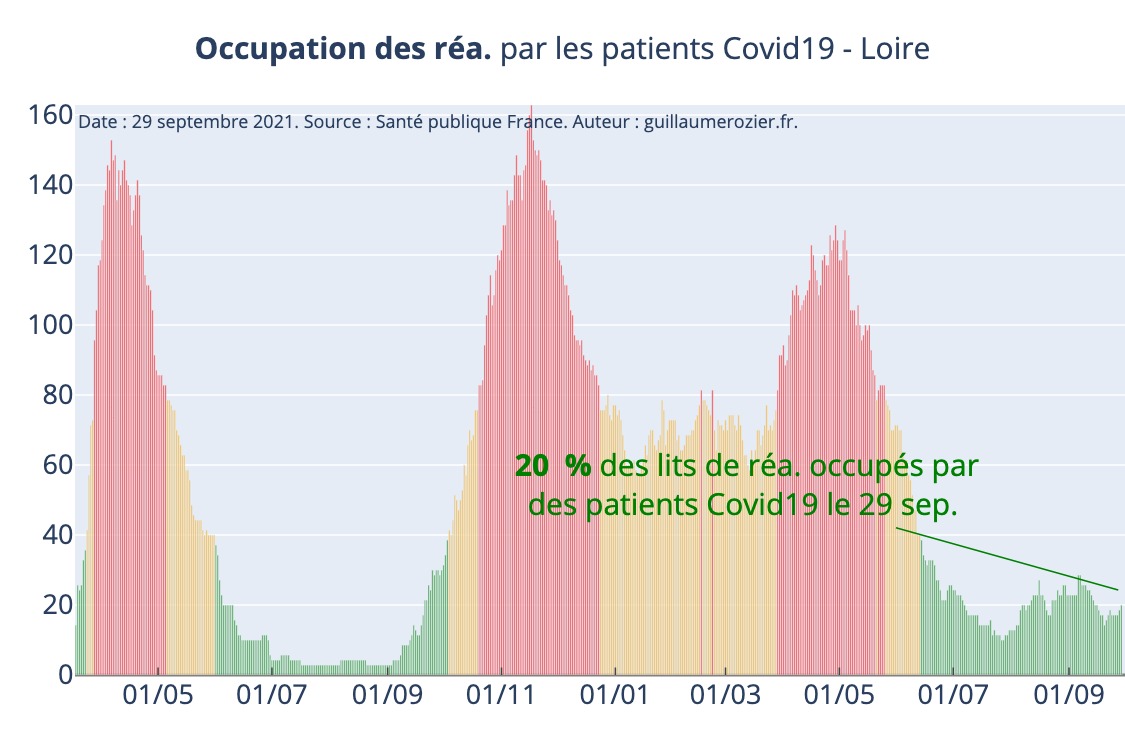 Occupation des réa. par les patients Covid19 - Loire
160
Date : 29 septembre 2021. Source : Santé publique France. Auteur : guillaumerozier.fr.
140
120
100
80
60
40
20
0
20 % des lits de réa. occupés par
des patients Covid19 le 29 sep.
01/05 01/07 01/09 01/11 01/01 01/03 01/05 01/07 01/09